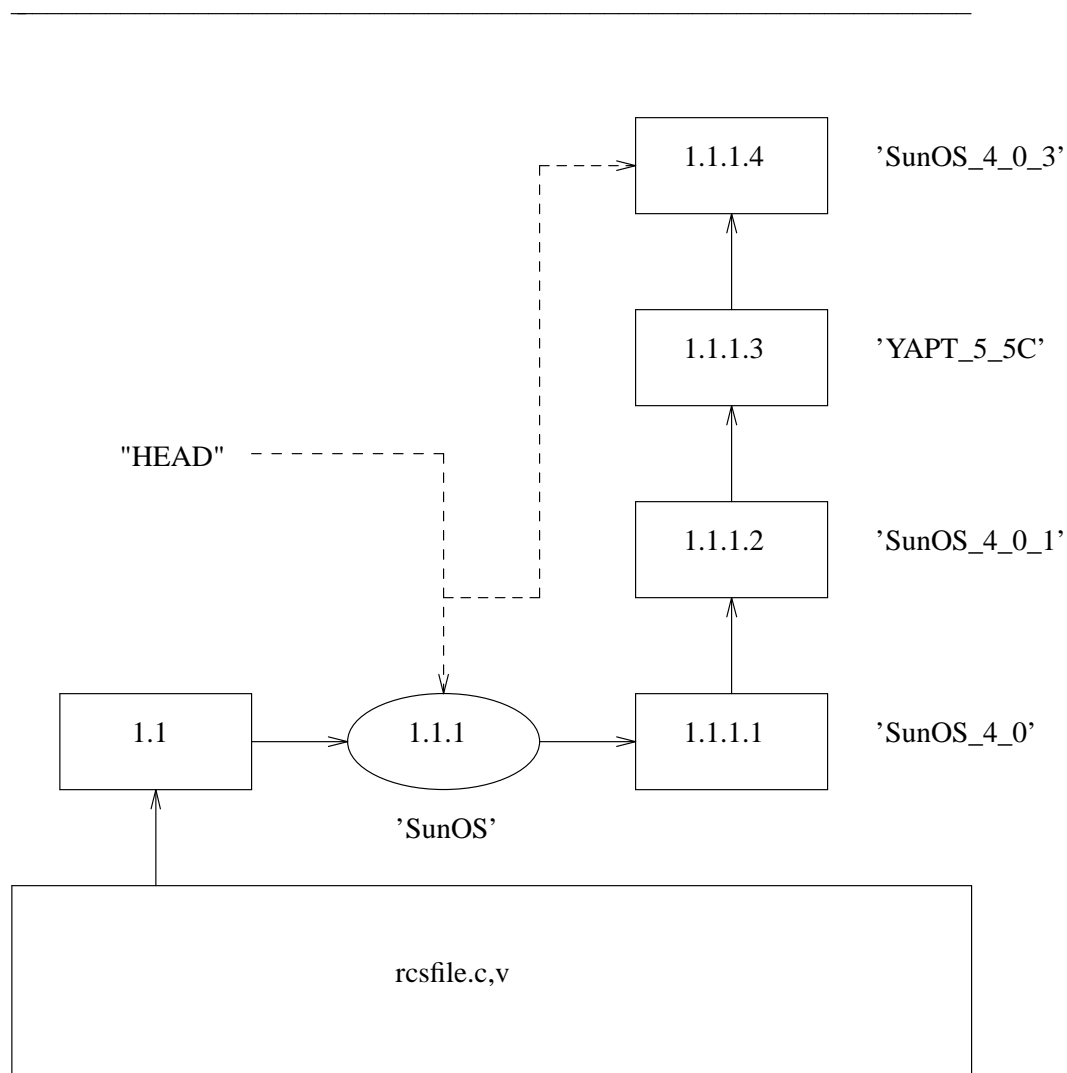 1.1.1.4 ’SunOS_4_0_3’
1.1.1.3 ’YAPT_5_5C’
"HEAD"
1.1.1.2 ’SunOS_4_0_1’
1.1 1.1.1 1.1.1.1 ’SunOS_4_0’
’SunOS’
rcsfile.c,v